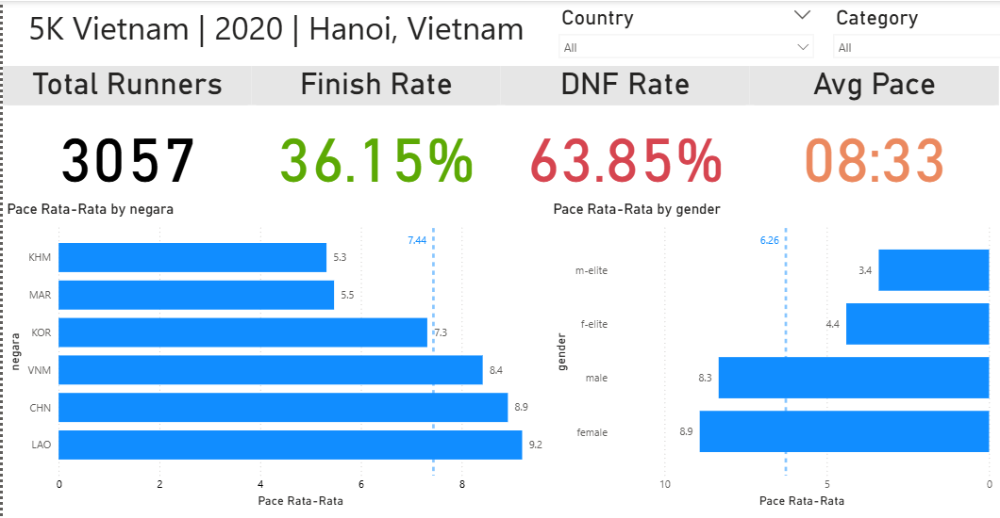 5K Vietnam | 2020 | Hanoi, Vietnam
Country
All
Category
All
Total Runners
Finish Rate
DNF Rate
Avg Pace
3057
36.15%
63.85%
08:33
Pace Rata-Rata by negara
7.44
KHM
5.3
MAR
5.5
KOR
7.3
VNM
8.4
CHN
8.9
LAO
9.2
negara
0
2
4
6
8
Pace Rata-Rata
Pace Rata-Rata by gender
6.26
m-elite
3.4
f-elite
4.4
male
8.3
female
8.9
gender
10
5
0
Pace Rata-Rata